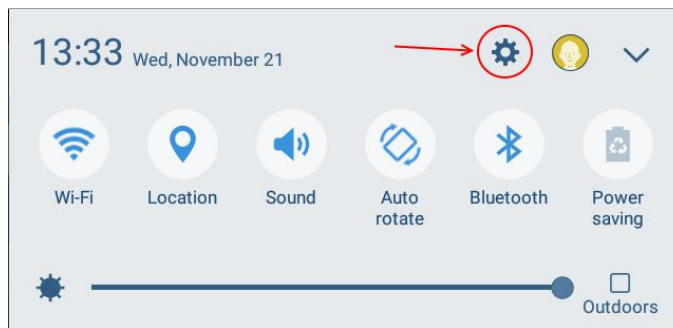 13:33 Wed, November 21
Wi-Fi Location Sound Auto rotate Bluetooth Power saving
Outdoors